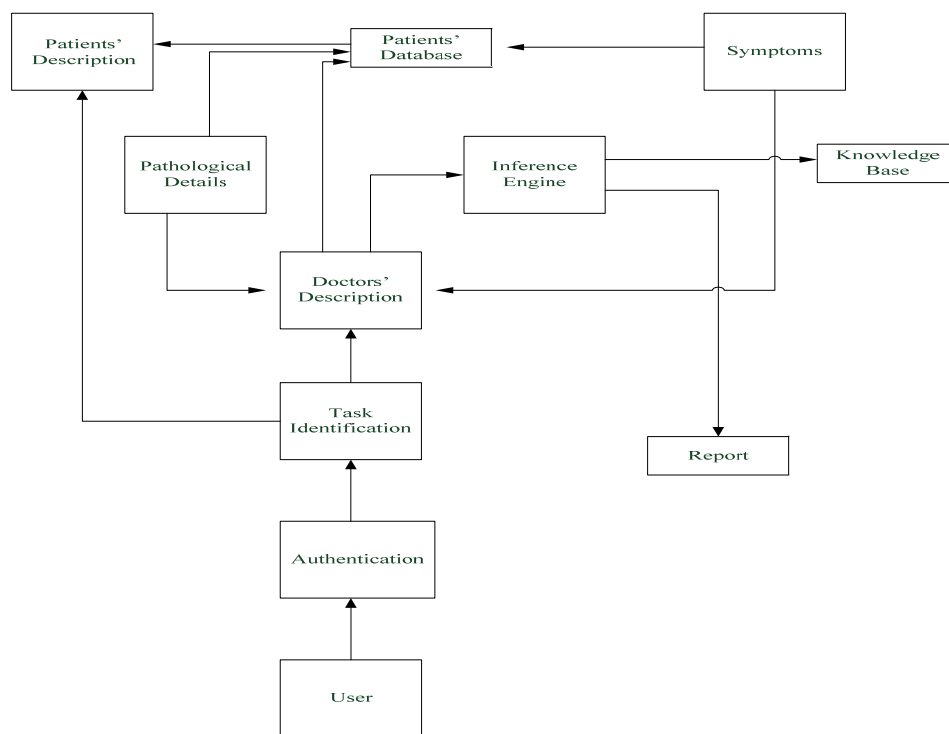 Patients’
Description
Patients’
Database
Symptoms
Pathological
Details
Inference
Engine
Knowledge
Base
Doctors’
Description
Task
Identification
Report
Authentication
User